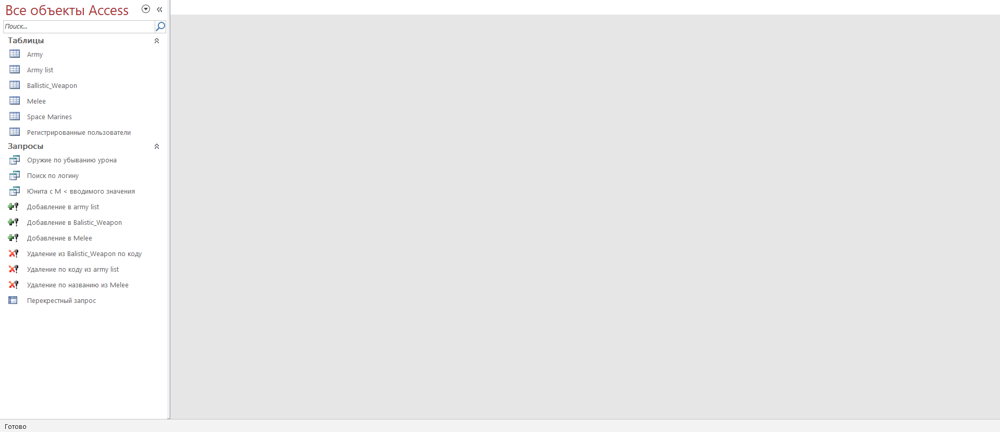 Все объекты Access
Поиск...
Таблицы
Army
Army list
Ballistic_Weapon
Melee
Space Marines
Регистрированные пользователи
Запросы
Оружие по убыванию урона
Поиск по логину
Юнита с М < вводимого значения
Добавление в army list
Добавление в Balistic_Weapon
Добавление в Melee
Удаление из Balistic_Weapon по коду
Удаление по коду из army list
Удаление по названию из Melee
Перекрестный запрос
Готово